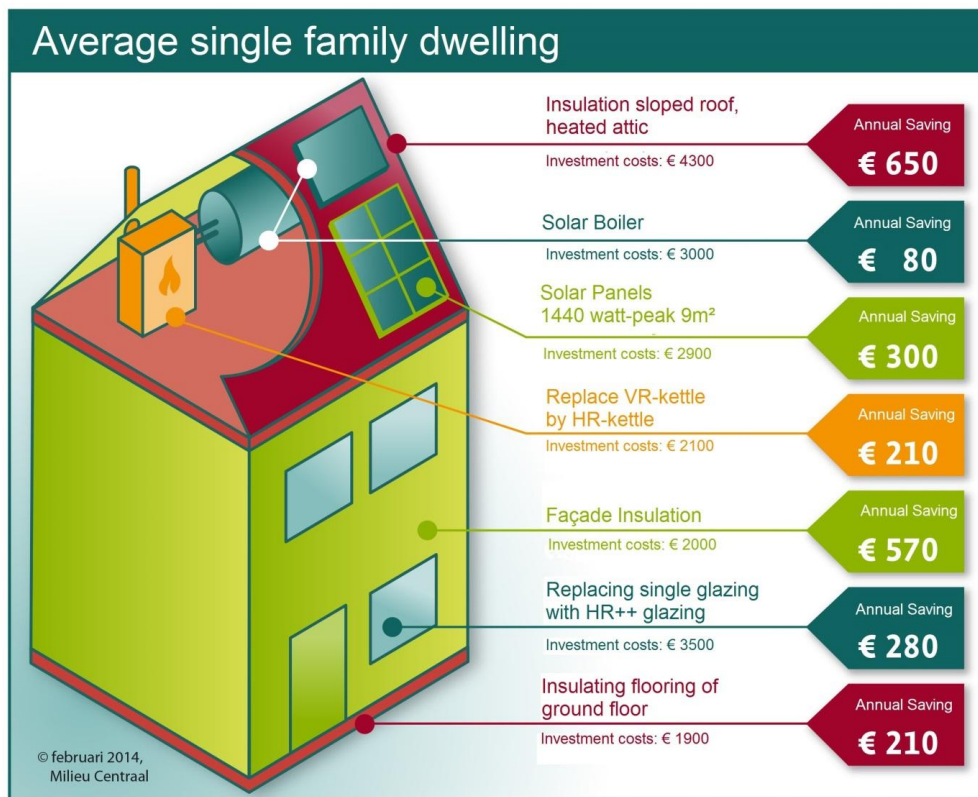 Average single family dwelling
Insulation sloped roof,
heated attic
Investment costs: € 4300
Annual Saving
€ 650
Solar Boiler
Investment costs: € 3000
Annual Saving
€ 80
Solar Panels
1440 watt-peak 9m²
Investment costs: € 2900
Annual Saving
€ 300
Replace VR-kettle
by HR-kettle
Investment costs: € 2100
Annual Saving
€ 210
Façade Insulation
Investment costs: € 2000
Annual Saving
€ 570
Replacing single glazing
with HR++ glazing
Investment costs: € 3500
Annual Saving
€ 280
Insulating flooring of
ground floor
Investment costs: € 1900
Annual Saving
€ 210
© februari 2014,
Milieu Centraal